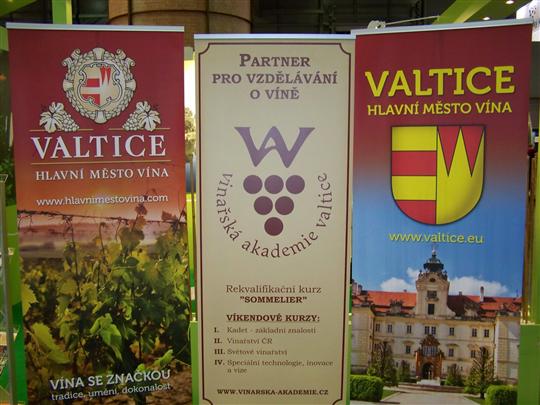 VALTICE
HLAVNÍ MĚSTO VÍNA
www.hlavnimestovina.com
VÍNA SE ZNAČKOU
tradice, umění, dokonalost
PARTNER
PRO VZDĚLÁVÁNÍ
O VÍNĚ
VA
vinařská akademie valtice
Rekvalifikační kurz
"SOMMELIER"
VÍKENDOVÉ KURZY:
I. Kadet - základní znalosti
II. Vinařství ČR
III. Světové vinařství
IV. Speciální technologie, inovace
a vize
WWW.VINARSKA-AKADEMIE.CZ
VALTICE
HLAVNÍ MĚSTO VÍNA
www.valtice.eu